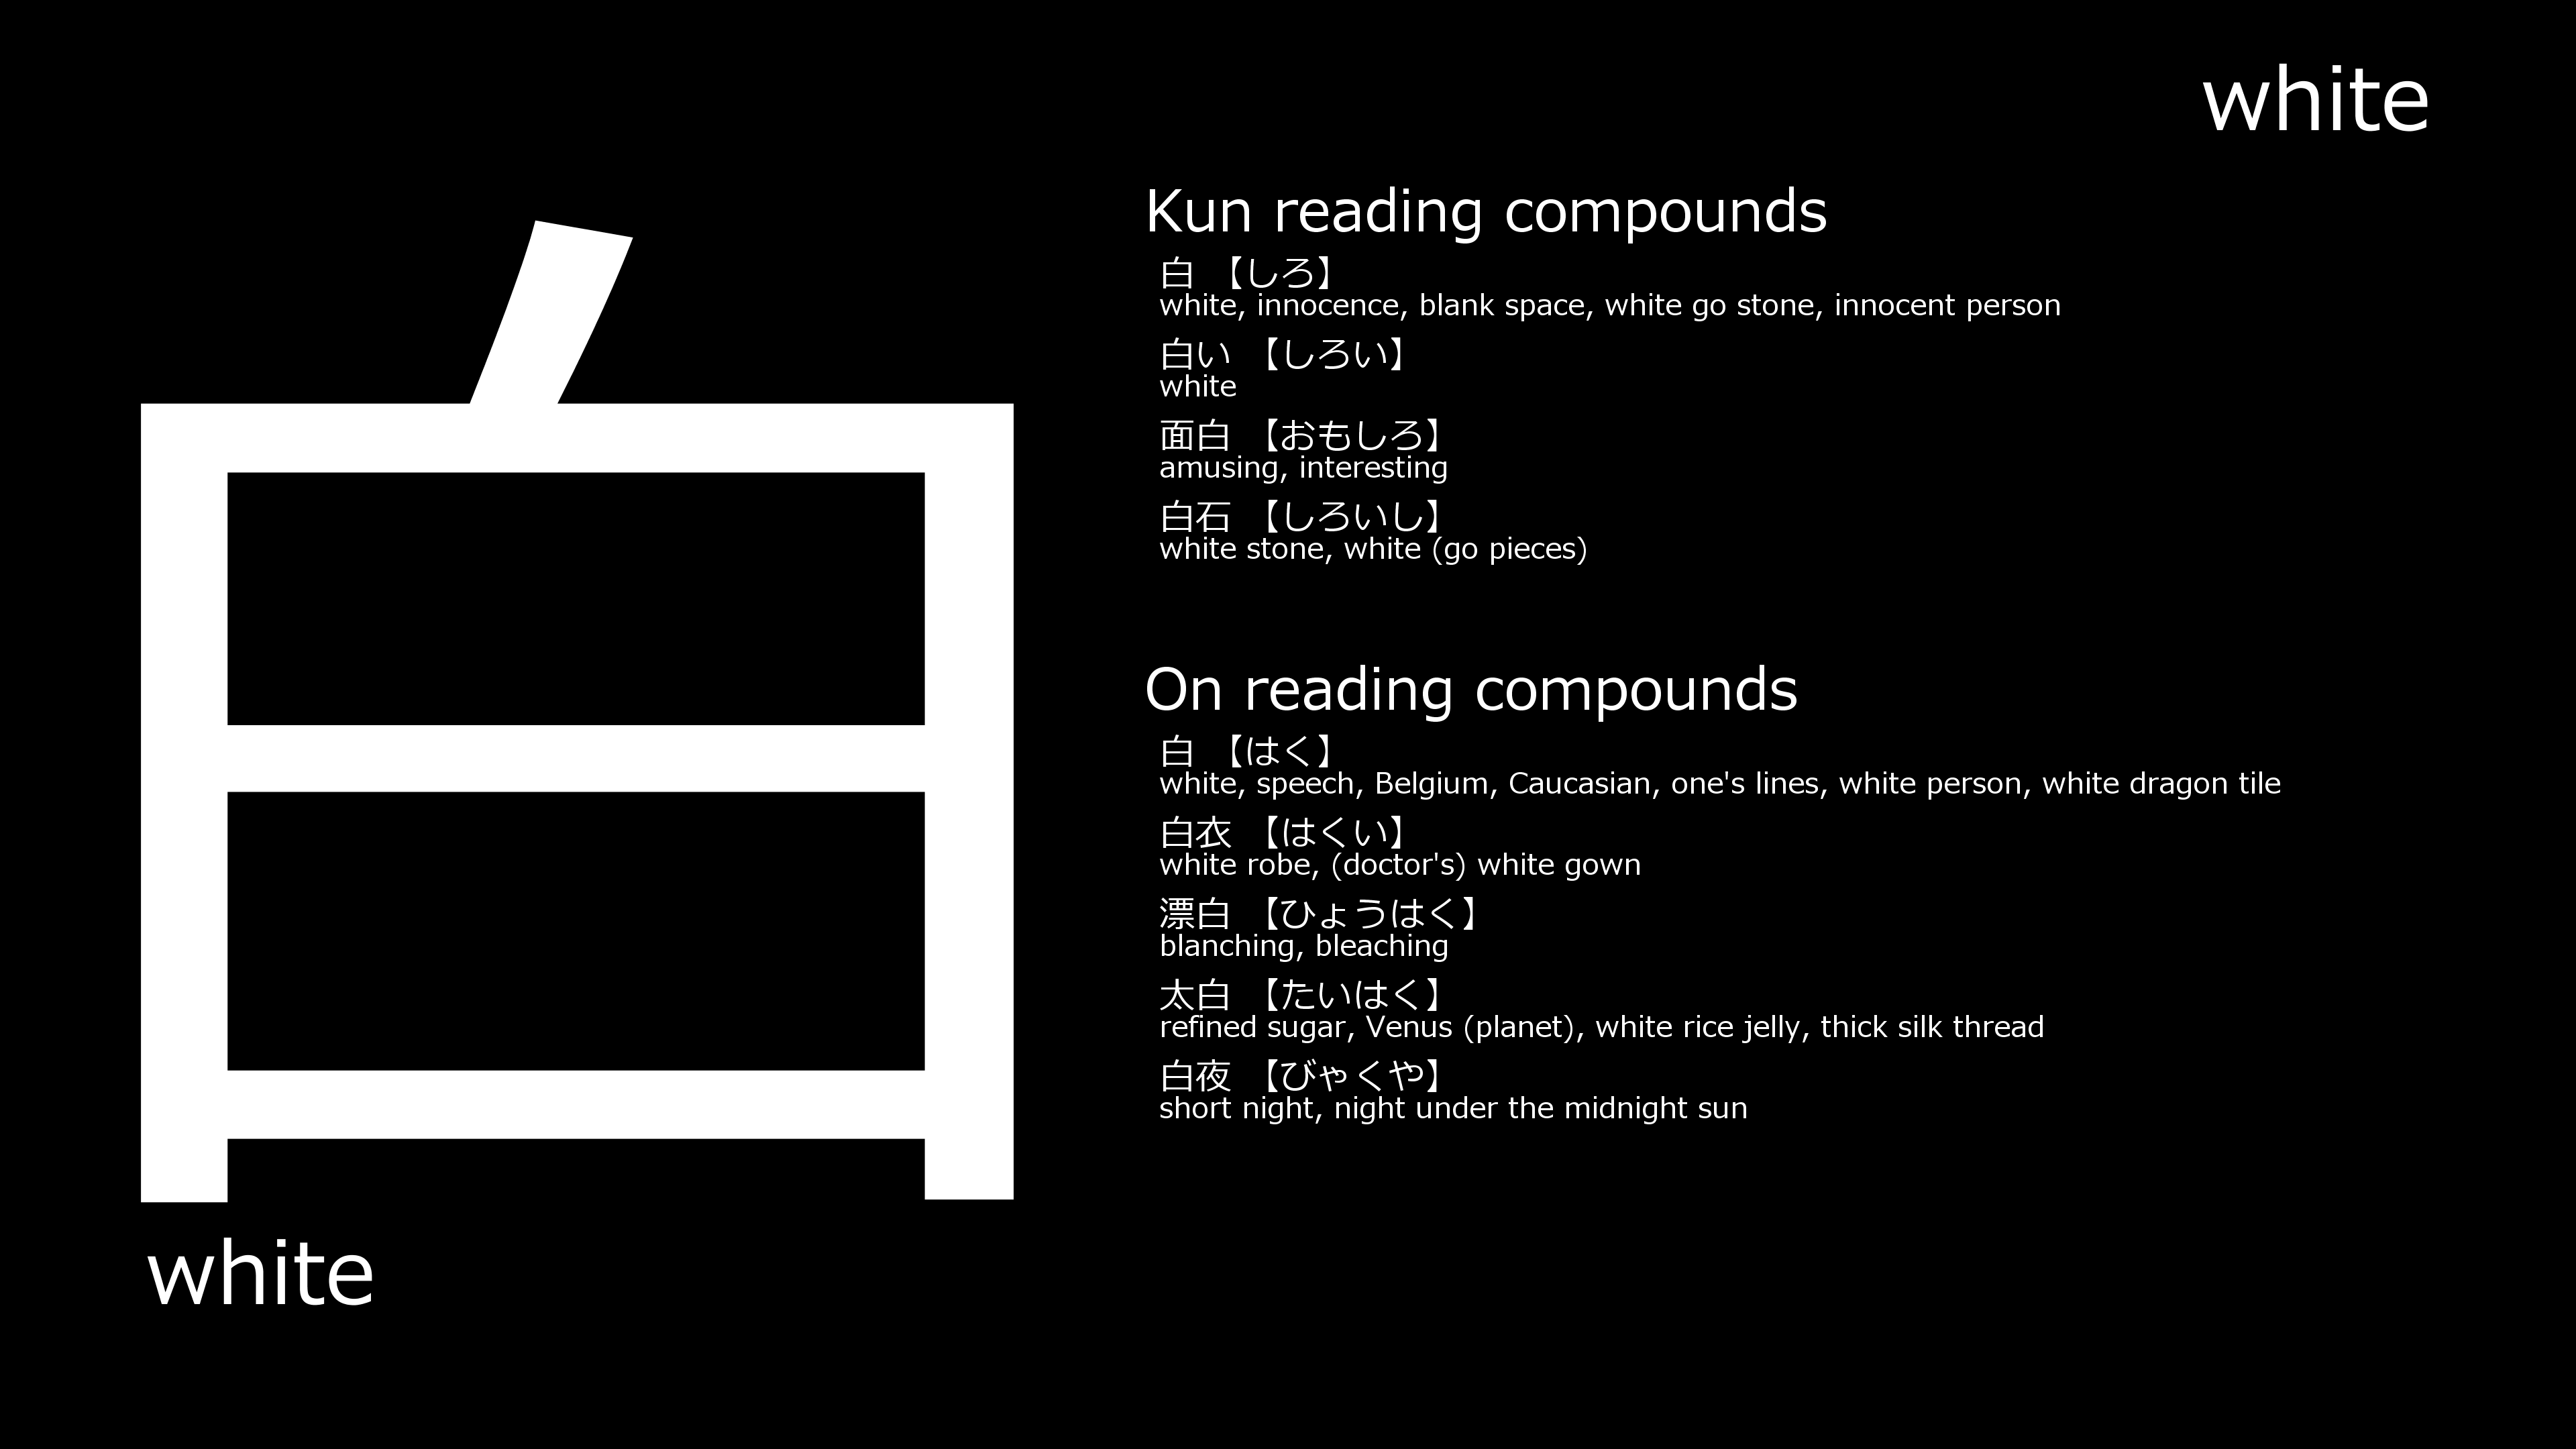 white
白
white
Kun reading compounds
白 【しろ】
white, innocence, blank space, white go stone, innocent person
白い 【しろい】
white
面白 【おもしろ】
amusing, interesting
白石 【しろいし】
white stone, white (go pieces)
On reading compounds
白 【はく】
white, speech, Belgium, Caucasian, one's lines, white person, white dragon tile
白衣 【はくい】
white robe, (doctor's) white gown
漂白 【ひょうはく】
blanching, bleaching
太白 【たいはく】
refined sugar, Venus (planet), white rice jelly, thick silk thread
白夜 【びゃくや】
short night, night under the midnight sun